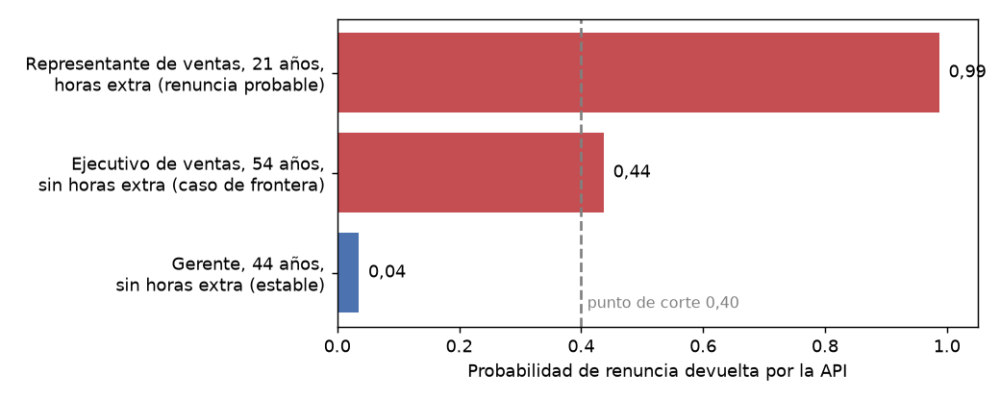 Representante de ventas, 21 años,
horas extra (renuncia probable)
0,99
Ejecutivo de ventas, 54 años,
sin horas extra (caso de frontera)
0,44
Gerente, 44 años,
sin horas extra (estable)
0,04
punto de corte 0,40
0.0 0.2 0.4 0.6 0.8 1.0
Probabilidad de renuncia devuelta por la API